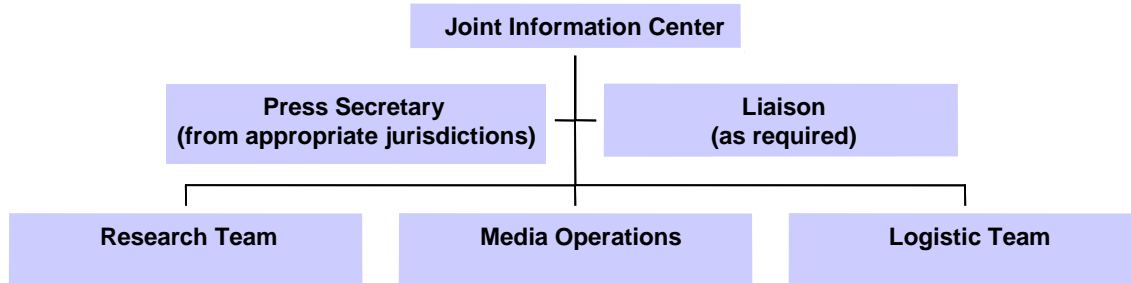 Joint Information Center
Press Secretary
(from appropriate jurisdictions)
Liaison
(as required)
Research Team
Media Operations
Logistic Team